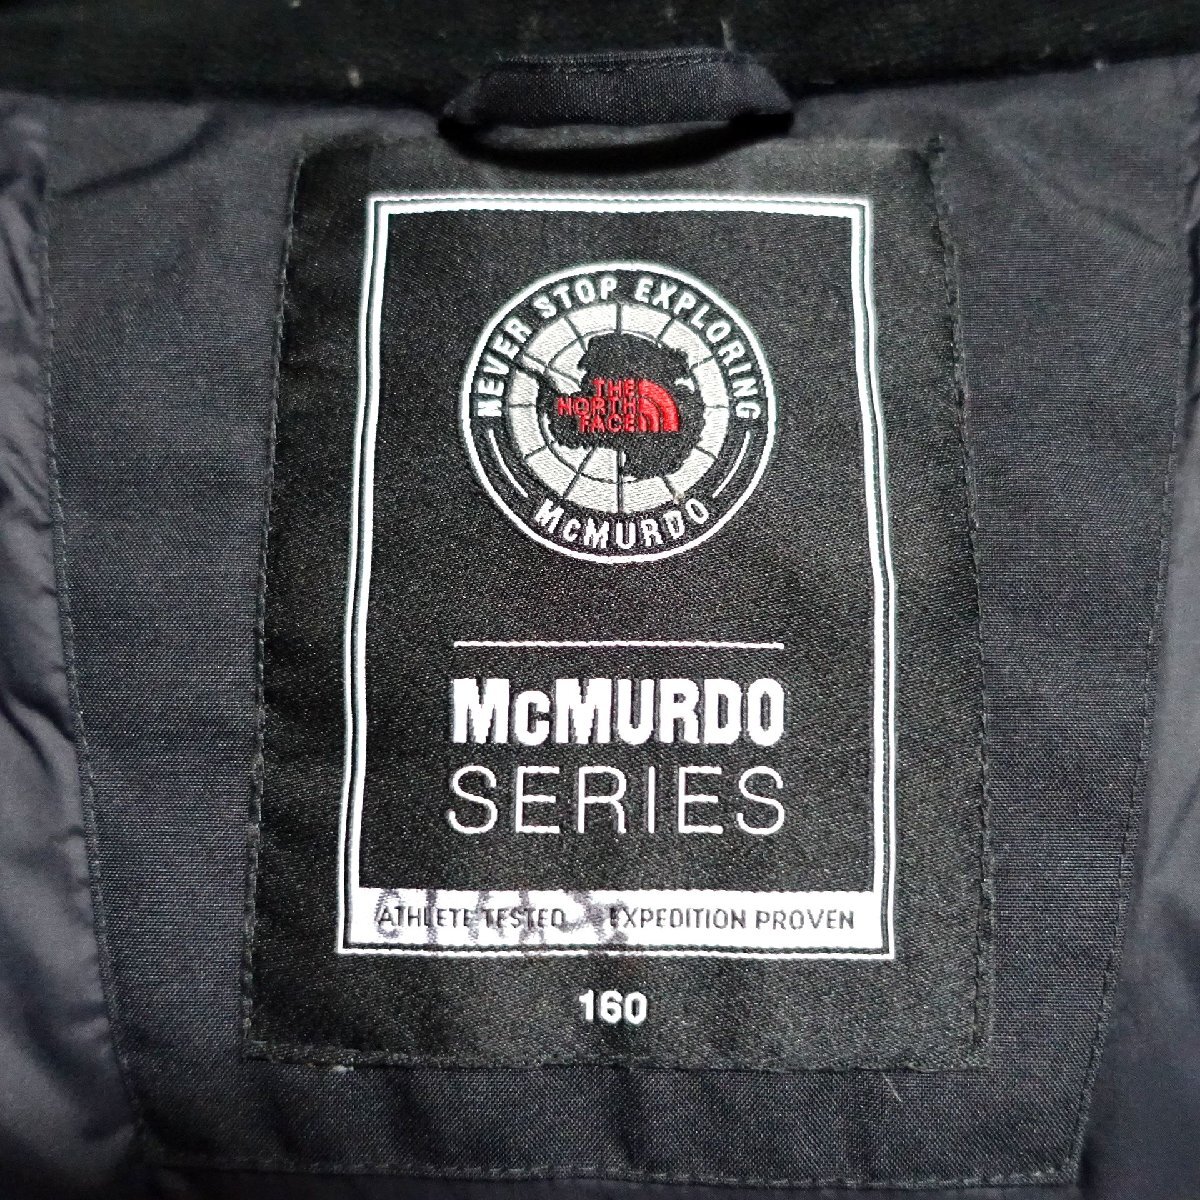 NEVER STOP EXPLORING
THE
NORTH
FACE
McMURDO
McMURDO
SERIES
ATHLETE TESTED EXPEDITION PROVEN
160